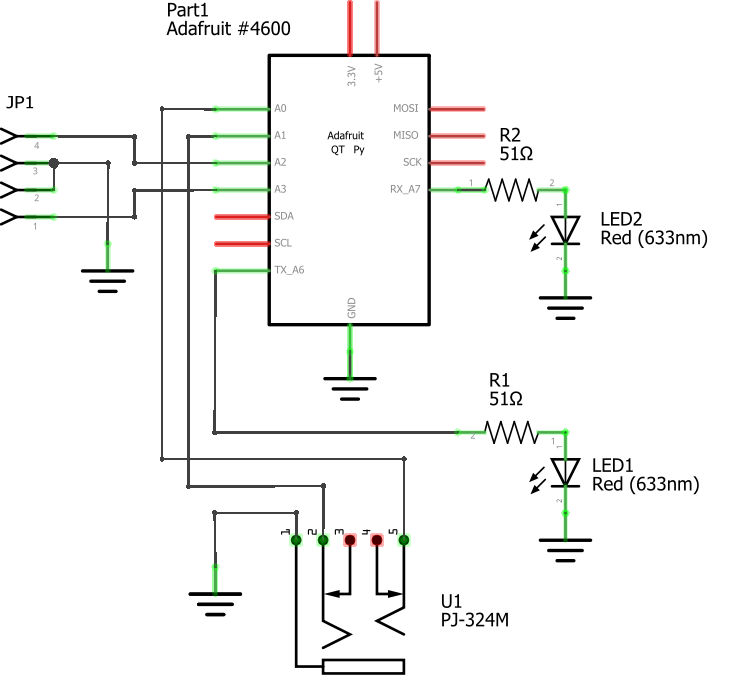 Part1
Adafruit #4600
JP1
4
3
2
1
3.3V
+5V
A0
A1
A2
A3
SDA
SCL
TX_A6
Adafruit
QT Py
MOSI
MISO
SCK
RX_A7
GND
R2
51Ω
1
2
1
2
LED2
Red (633nm)
R1
51Ω
2
1
1
2
LED1
Red (633nm)
1
2
3
4
5
U1
PJ-324M